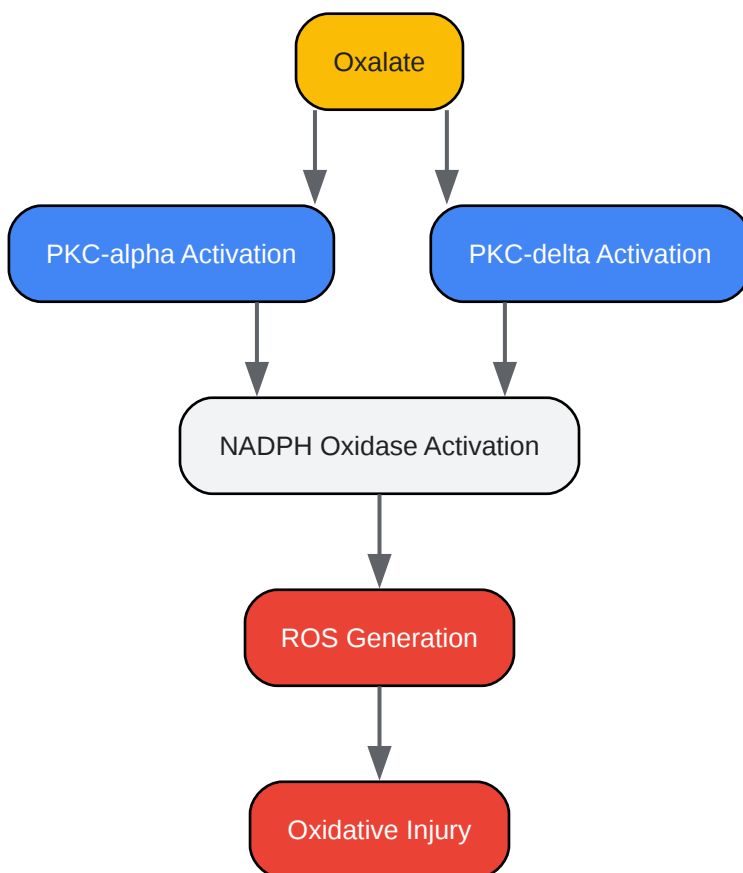 Oxalate
PKC-alpha Activation
PKC-delta Activation
NADPH Oxidase Activation
ROS Generation
Oxidative Injury